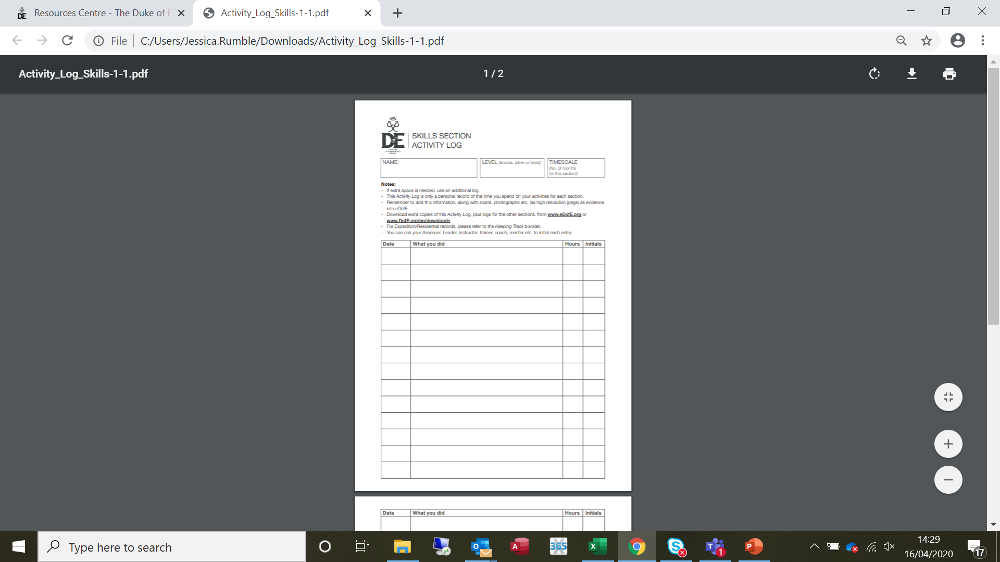 Resources Centre - The Duke of E
Activity_Log_Skills-1-1.pdf
File
C:/Users/Jessica.Rumble/Downloads/Activity_Log_Skills-1-1.pdf
Activity_Log_Skills-1-1.pdf
1 / 2
DofE
THE DUKE
OF EDINBURGH'S
AWARD
SKILLS SECTION
ACTIVITY LOG
NAME:
LEVEL (Bronze, Silver or Gold):
TIMESCALE
(No. of months
for this section):
Notes:
- If extra space is needed, use an additional log.
- This Activity Log is only a personal record of the time you spend on your activities for each section.
- Remember to add this information, along with scans, photographs etc. (as high resolution jpegs) as evidence
into eDofE.
- Download extra copies of this Activity Log, plus logs for the other sections, from www.eDofE.org or
www.DofE.org/go/downloads
- For Expedition/Residential records, please refer to the Keeping Track booklet.
- You can ask your Assessor, Leader, instructor, trainer, coach, mentor etc. to initial each entry.
Date What you did Hours Initials
Date What you did Hours Initials
Type here to search
14:29
16/04/2020
17
O
A
365
X
S
T
1
P